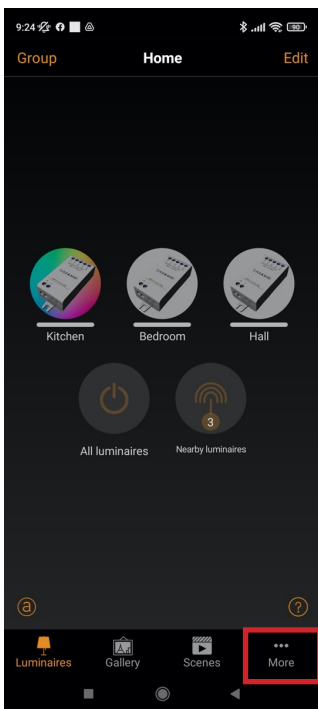 9:24
90
Group Home Edit
Kitchen Bedroom Hall
3
All luminaires Nearby luminaires
a ?
Luminaires Gallery Scenes More